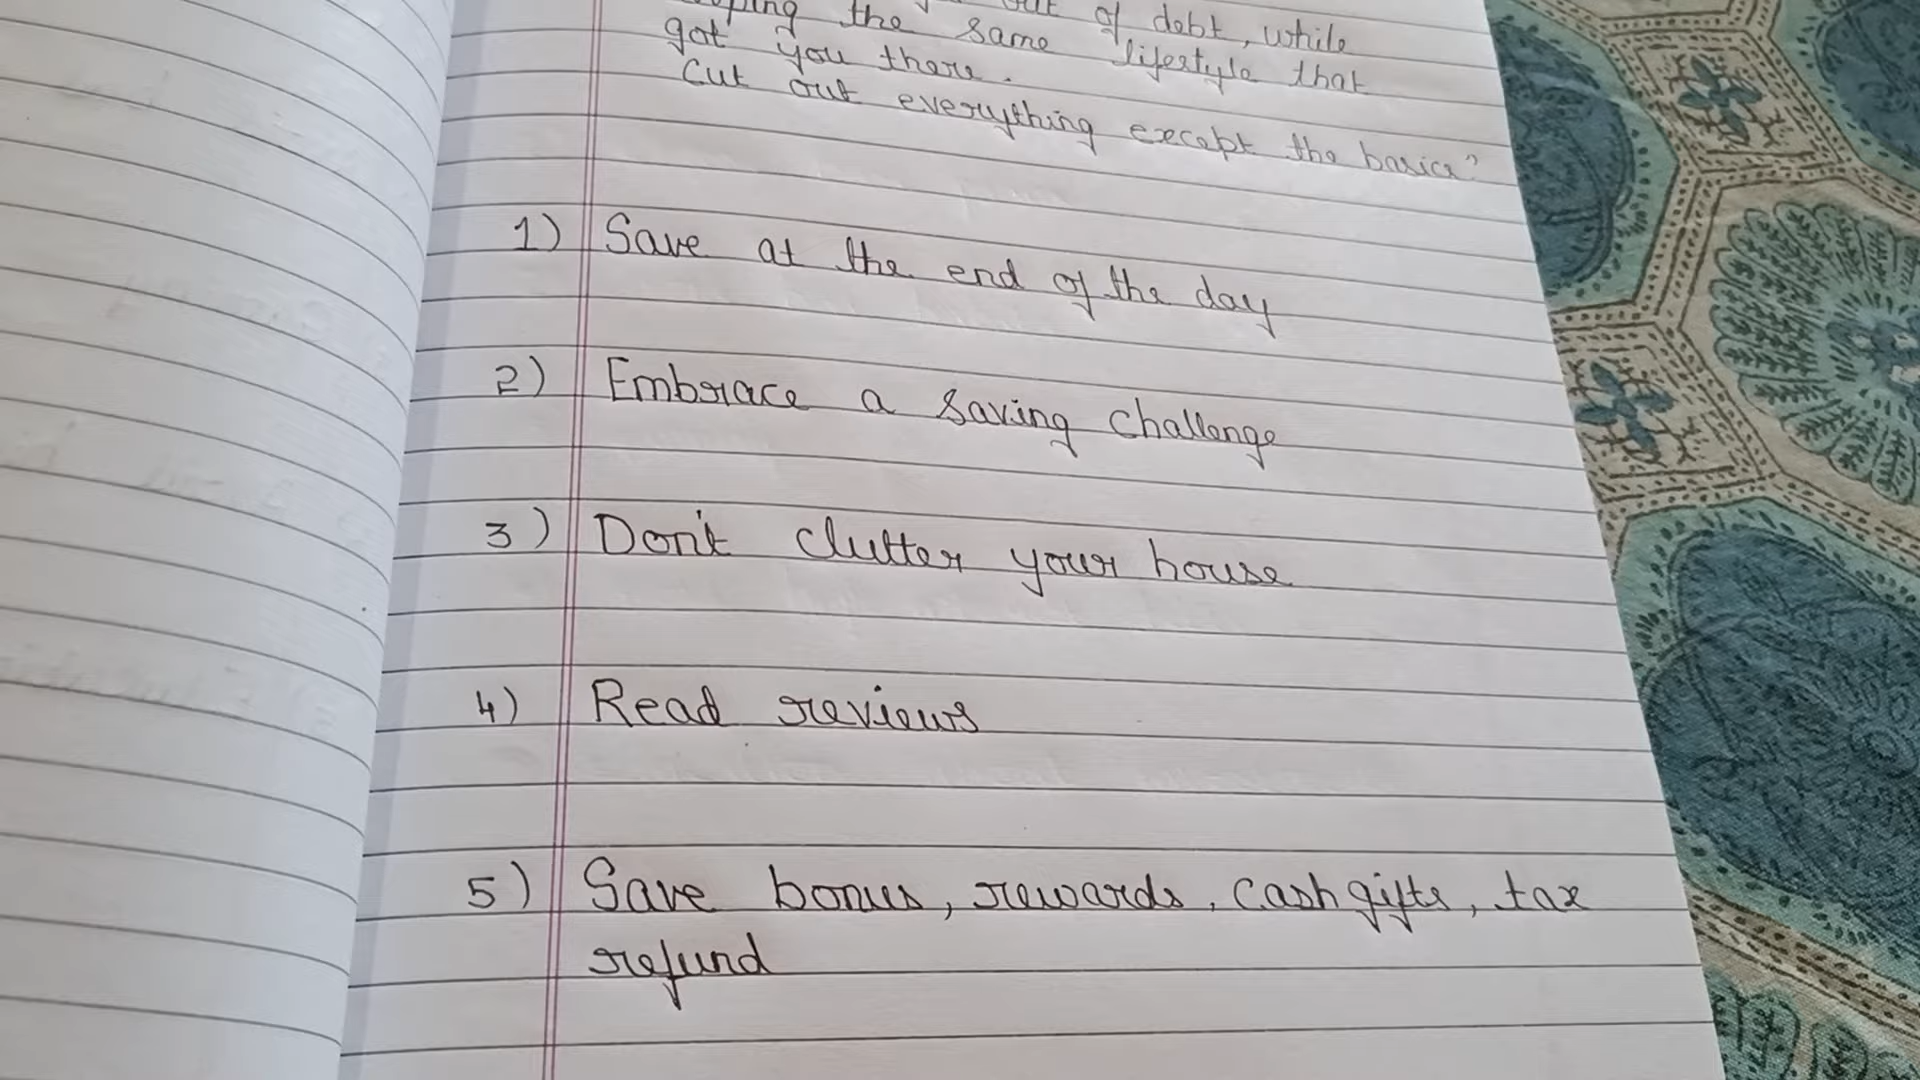 out of debt, while
the same lifestyle that
got you there.
Cut out everything except the basics"
1) Save at the end of the day
2) Embrace a saving challenge
3) Don't clutter your house
4) Read reviews
5) Save bonus, rewards, cash gifts, tax
refund